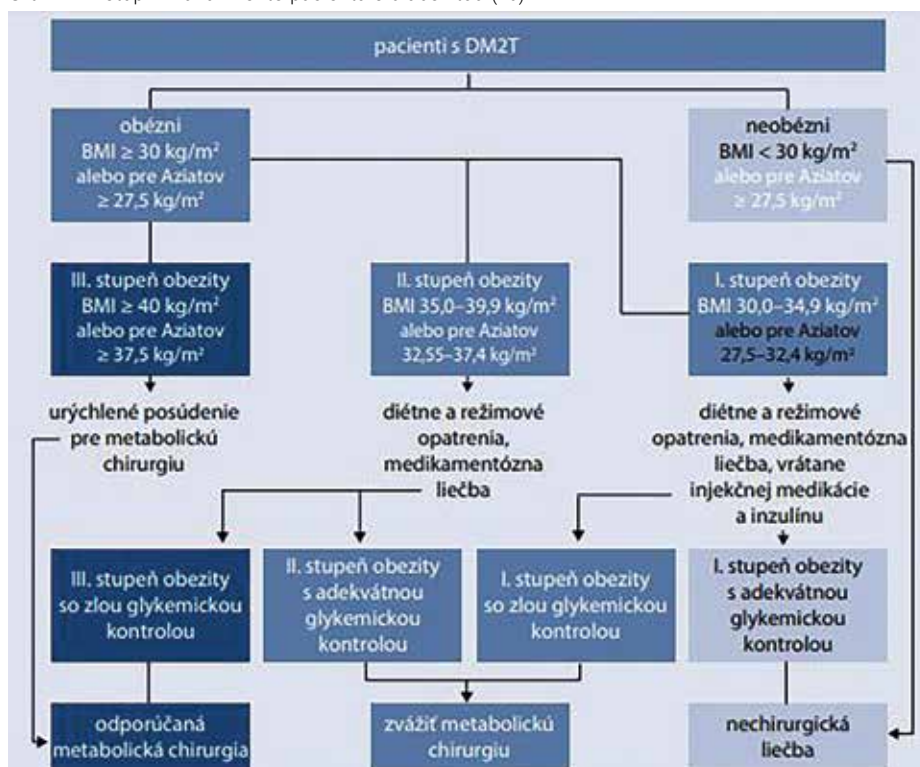 pacienti s DM2T
obézni
BMI ≥ 30 kg/m²
alebo pre Aziatov
≥ 27,5 kg/m²
neobézni
BMI < 30 kg/m²
alebo pre Aziatov
≥ 27,5 kg/m²
III. stupeň obezity
BMI ≥ 40 kg/m²
alebo pre Aziatov
≥ 37,5 kg/m²
II. stupeň obezity
BMI 35,0–39,9 kg/m²
alebo pre Aziatov
32,55–37,4 kg/m²
I. stupeň obezity
BMI 30,0–34,9 kg/m²
alebo pre Aziatov
27,5–32,4 kg/m²
urýchlené posúdenie
pre metabolickú
chirurgiu
diétne a režimové
opatrenia,
medikamentózna
liečba
diétne a režimové
opatrenia, medikamentózna
liečba, vrátane
injekčnej medikácie
a inzulínu
III. stupeň obezity
so zlou glykemickou
kontrolou
II. stupeň obezity
s adekvátnou
glykemickou
kontrolou
I. stupeň obezity
so zlou glykemickou
kontrolou
I. stupeň obezity
s adekvátnou
glykemickou
kontrolou
odporúčaná
metabolická chirurgia
zvážiť metabolickú
chirurgiu
nechirurgická
liečba